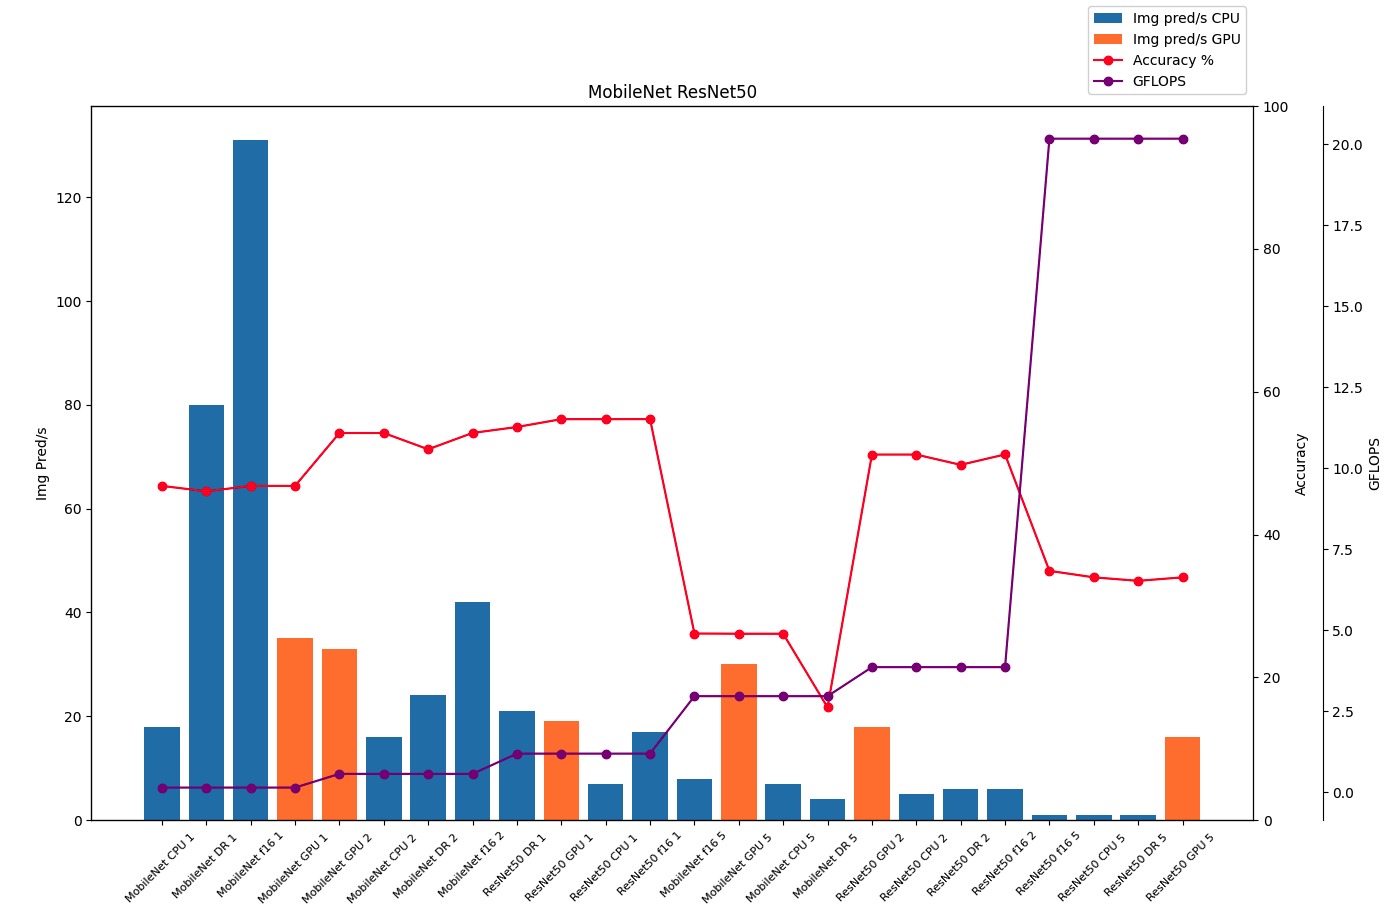 Img pred/s CPU
Img pred/s GPU
Accuracy %
GFLOPS
MobileNet ResNet50
Img Pred/s
0
20
40
60
80
100
120
Accuracy
0
20
40
60
80
100
GFLOPS
0.0
2.5
5.0
7.5
10.0
12.5
15.0
17.5
20.0
MobileNet CPU 1
MobileNet DR 1
MobileNet f16 1
MobileNet GPU 1
MobileNet GPU 2
MobileNet CPU 2
MobileNet DR 2
MobileNet f16 2
ResNet50 DR 1
ResNet50 GPU 1
ResNet50 CPU 1
ResNet50 f16 1
MobileNet f16 5
MobileNet GPU 5
MobileNet CPU 5
MobileNet DR 5
ResNet50 GPU 2
ResNet50 CPU 2
ResNet50 DR 2
ResNet50 f16 2
ResNet50 f16 5
ResNet50 CPU 5
ResNet50 DR 5
ResNet50 GPU 5